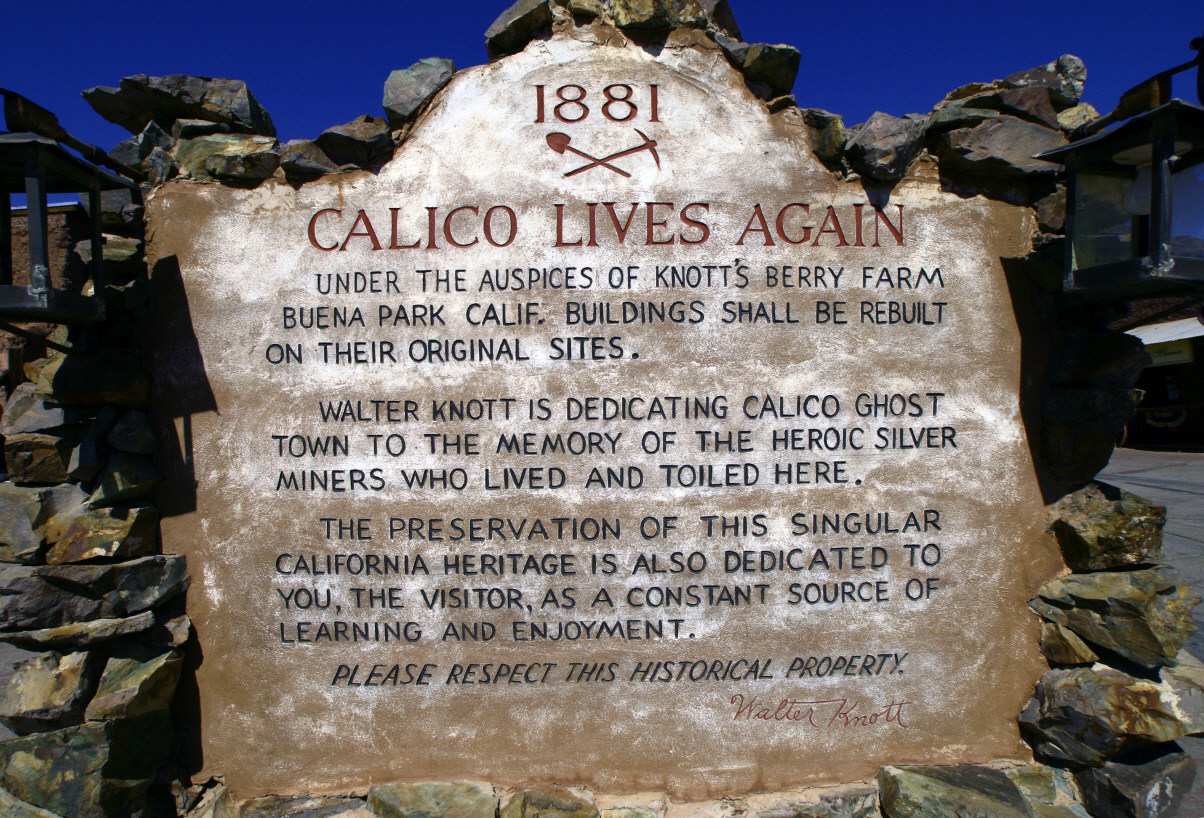 1881
CALICO LIVES AGAIN
UNDER THE AUSPICES OF KNOTT'S BERRY FARM
BUENA PARK CALIF. BUILDINGS SHALL BE REBUILT
ON THEIR ORIGINAL SITES.
WALTER KNOTT IS DEDICATING CALICO GHOST
TOWN TO THE MEMORY OF THE HEROIC SILVER
MINERS WHO LIVED AND TOILED HERE.
THE PRESERVATION OF THIS SINGULAR
CALIFORNIA HERITAGE IS ALSO DEDICATED TO
YOU, THE VISITOR, AS A CONSTANT SOURCE OF
LEARNING AND ENJOYMENT.
PLEASE RESPECT THIS HISTORICAL PROPERTY.
Walter Knott